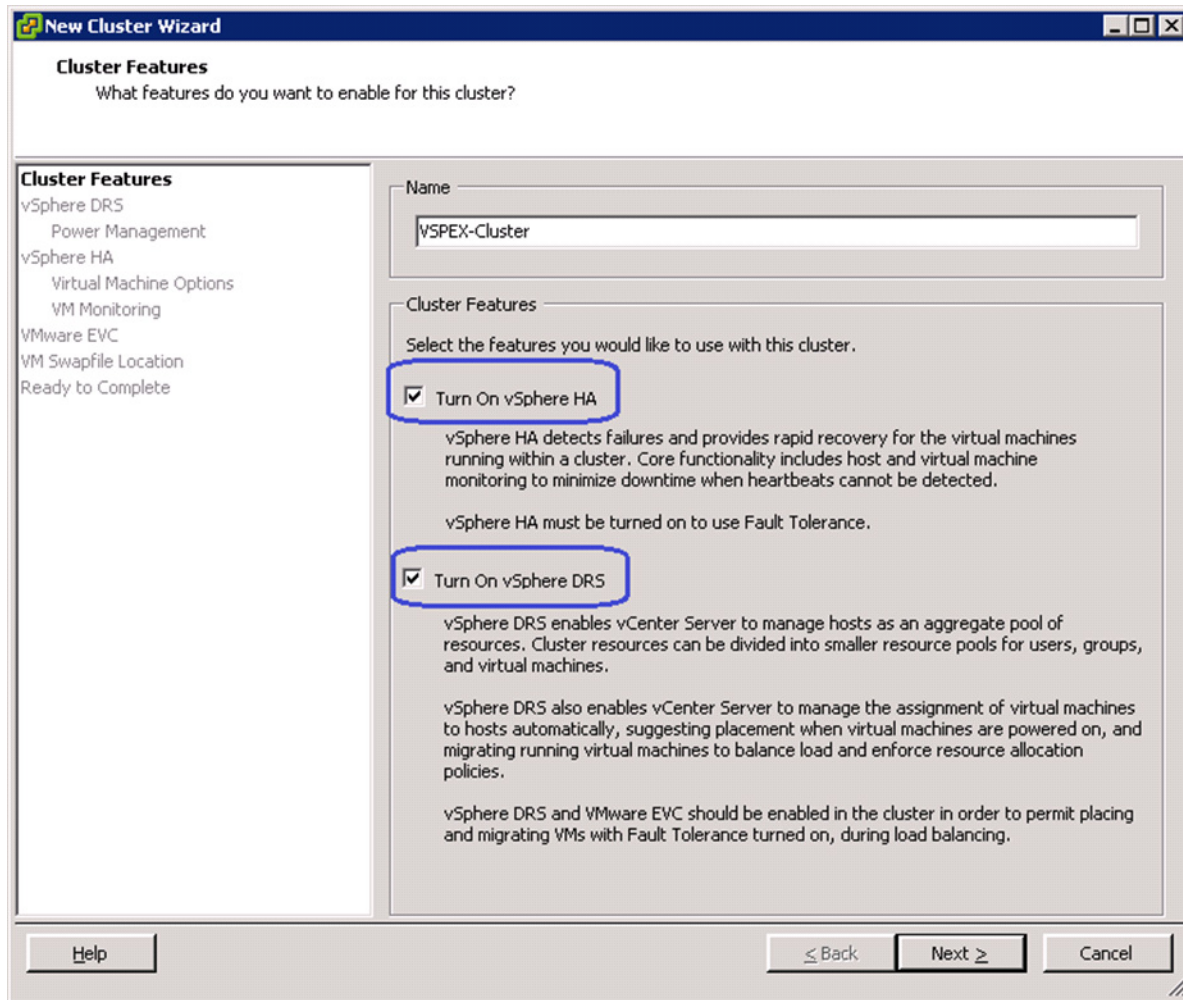 New Cluster Wizard
Cluster Features
What features do you want to enable for this cluster?
Cluster Features
vSphere DRS
Power Management
vSphere HA
Virtual Machine Options
VM Monitoring
VMware EVC
VM Swapfile Location
Ready to Complete
Name
VSPEX-Cluster
Cluster Features
Select the features you would like to use with this cluster.
Turn On vSphere HA
vSphere HA detects failures and provides rapid recovery for the virtual machines
running within a cluster. Core functionality includes host and virtual machine
monitoring to minimize downtime when heartbeats cannot be detected.
vSphere HA must be turned on to use Fault Tolerance.
Turn On vSphere DRS
vSphere DRS enables vCenter Server to manage hosts as an aggregate pool of
resources. Cluster resources can be divided into smaller resource pools for users, groups,
and virtual machines.
vSphere DRS also enables vCenter Server to manage the assignment of virtual machines
to hosts automatically, suggesting placement when virtual machines are powered on, and
migrating running virtual machines to balance load and enforce resource allocation
policies.
vSphere DRS and VMware EVC should be enabled in the cluster in order to permit placing
and migrating VMs with Fault Tolerance turned on, during load balancing.
Help
< Back
Next >
Cancel